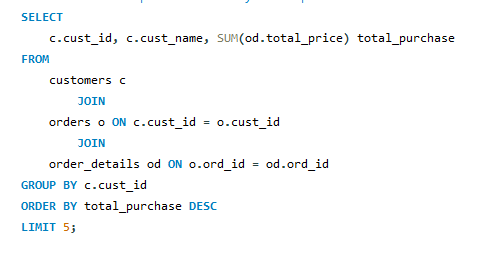 SELECT
c.cust_id, c.cust_name, SUM(od.total_price) total_purchase
FROM
customers c
JOIN
orders o ON c.cust_id = o.cust_id
JOIN
order_details od ON o.ord_id = od.ord_id
GROUP BY c.cust_id
ORDER BY total_purchase DESC
LIMIT 5;